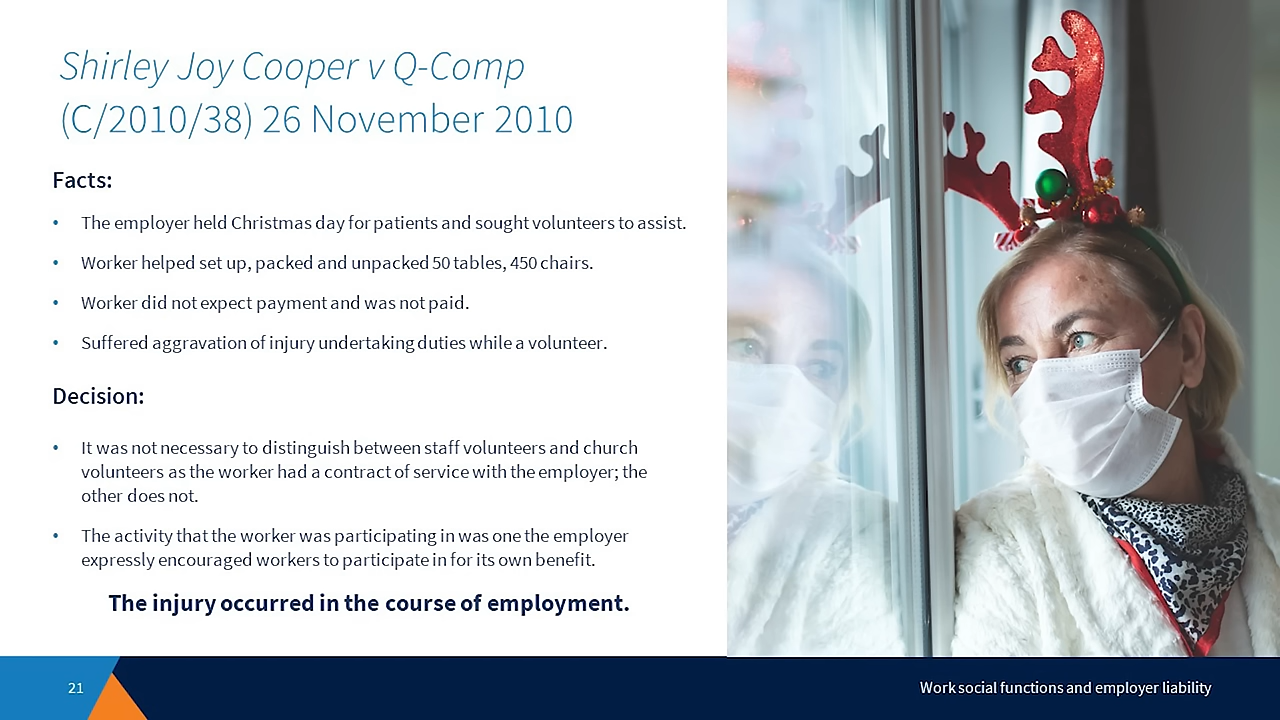 Shirley Joy Cooper v Q-Comp
(C/2010/38) 26 November 2010
Facts:
• The employer held Christmas day for patients and sought volunteers to assist.
• Worker helped set up, packed and unpacked 50 tables, 450 chairs.
• Worker did not expect payment and was not paid.
• Suffered aggravation of injury undertaking duties while a volunteer.
Decision:
• It was not necessary to distinguish between staff volunteers and church
volunteers as the worker had a contract of service with the employer; the
other does not.
• The activity that the worker was participating in was one the employer
expressly encouraged workers to participate in for its own benefit.
The injury occurred in the course of employment.
21
Work social functions and employer liability